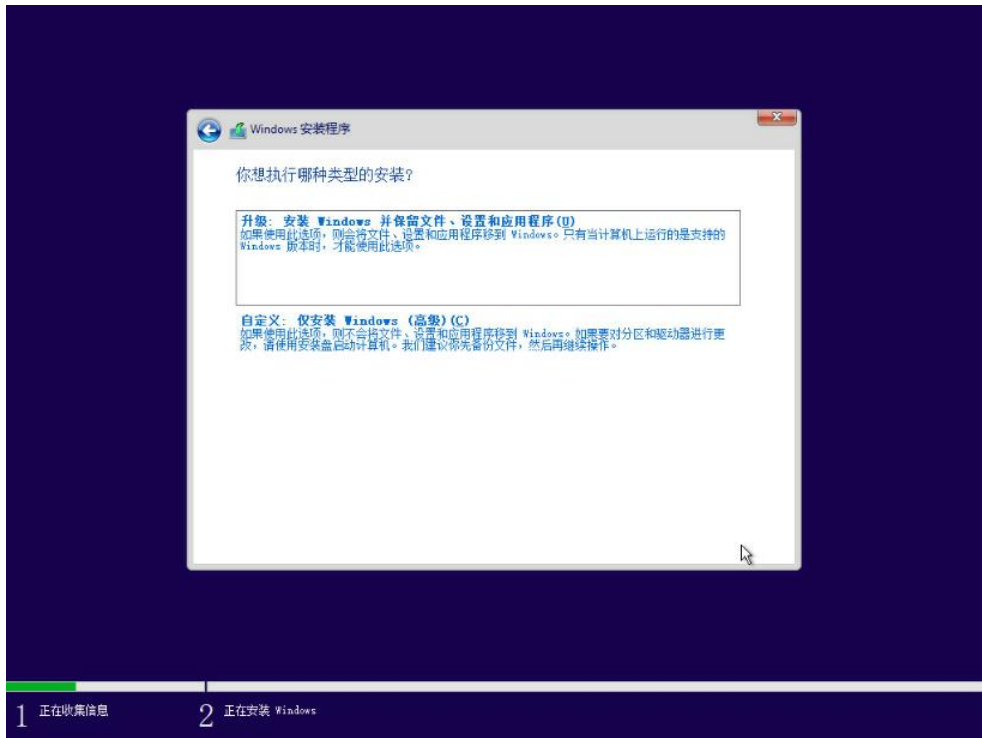 Windows 安装程序
你想执行哪种类型的安装?
升级: 安装 Windows 并保留文件、设置和应用程序(U)
如果使用此选项，则会将文件、设置和应用程序移到 Windows。只有当计算机上运行的是支持的
Windows 版本时，才能使用此选项。
自定义: 仅安装 Windows (高级)(C)
如果使用此选项，则不会将文件、设置和应用程序移到 Windows。如果要对分区和驱动器进行更
改，请使用安装盘启动计算机。我们建议你先备份文件，然后再继续操作。
1 正在收集信息
2 正在安装 Windows